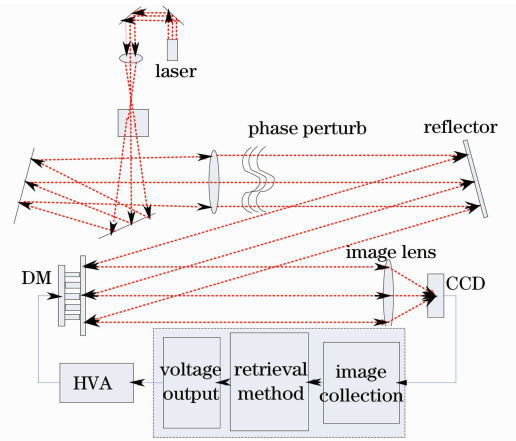 laser
phase perturb
reflector
image lens
DM
CCD
HVA
voltage
output
retrieval
method
image
collection